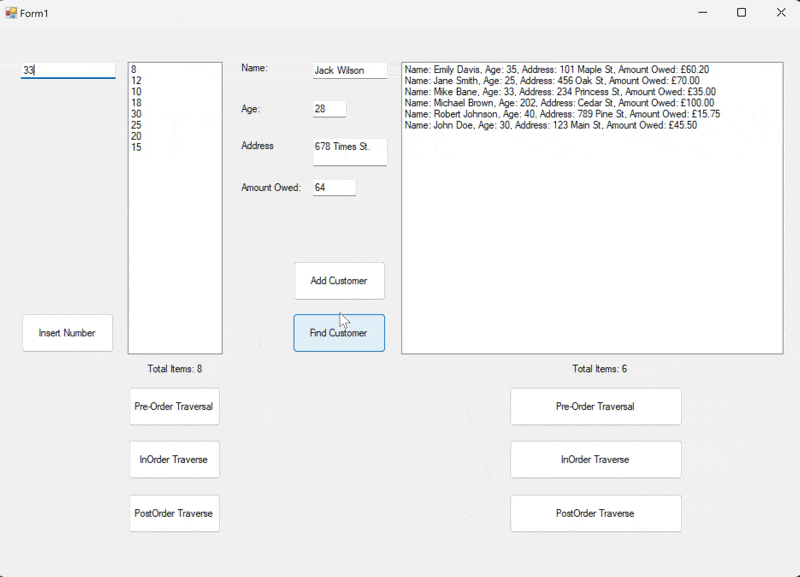 Form1
33
8
12
10
18
30
25
20
15
Insert Number
Total Items: 8
Pre-Order Traversal
InOrder Traverse
PostOrder Traverse
Name:
Jack Wilson
Age:
28
Address
678 Times St.
Amount Owed:
64
Add Customer
Find Customer
Name: Emily Davis, Age: 35, Address: 101 Maple St, Amount Owed: £60.20
Name: Jane Smith, Age: 25, Address: 456 Oak St, Amount Owed: £70.00
Name: Mike Bane, Age: 33, Address: 234 Princess St, Amount Owed: £35.00
Name: Michael Brown, Age: 202, Address: Cedar St, Amount Owed: £100.00
Name: Robert Johnson, Age: 40, Address: 789 Pine St, Amount Owed: £15.75
Name: John Doe, Age: 30, Address: 123 Main St, Amount Owed: £45.50
Total Items: 6
Pre-Order Traversal
InOrder Traverse
PostOrder Traverse